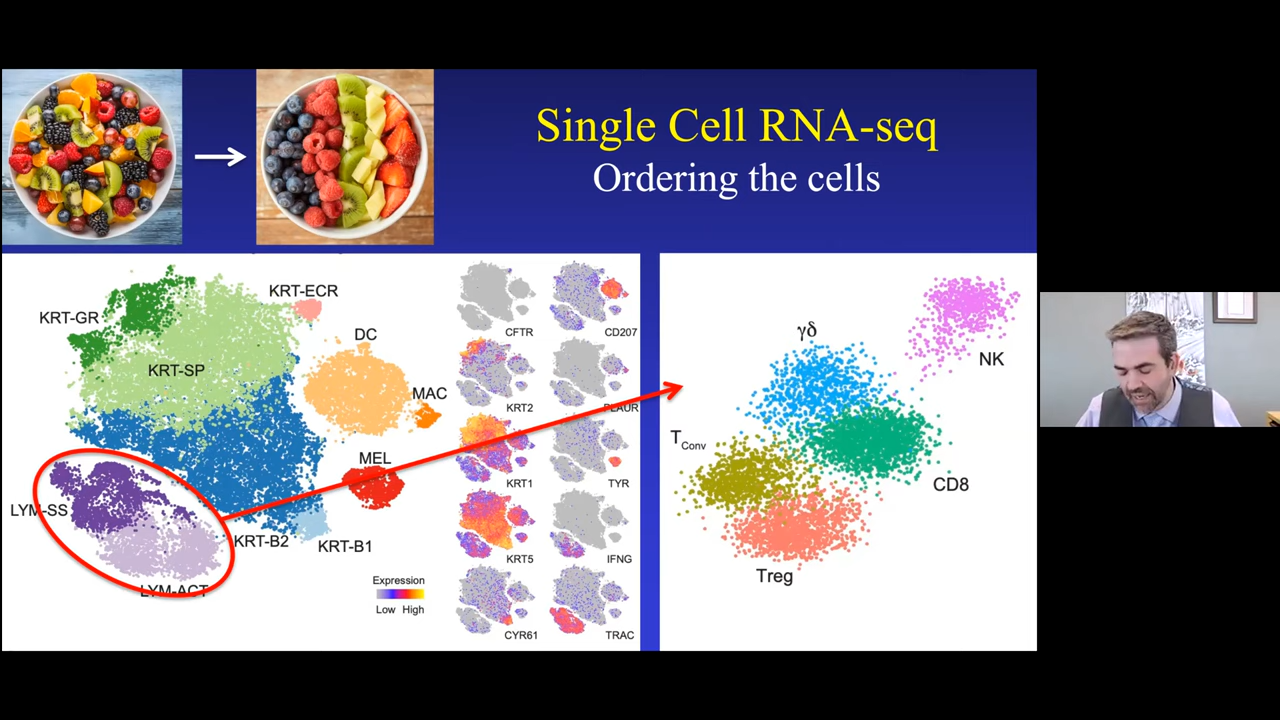 Single Cell RNA-seq
Ordering the cells
KRT-ECR
KRT-GR
DC
KRT-SP
MAC
MEL
LYM-SS
KRT-B2
KRT-B1
LYM-ACT
Expression
Low High
CFTR
CD207
KRT2
PLAUR
KRT1
TYR
KRT5
IFNG
CYR61
TRAC
γδ
NK
TConv
CD8
Treg